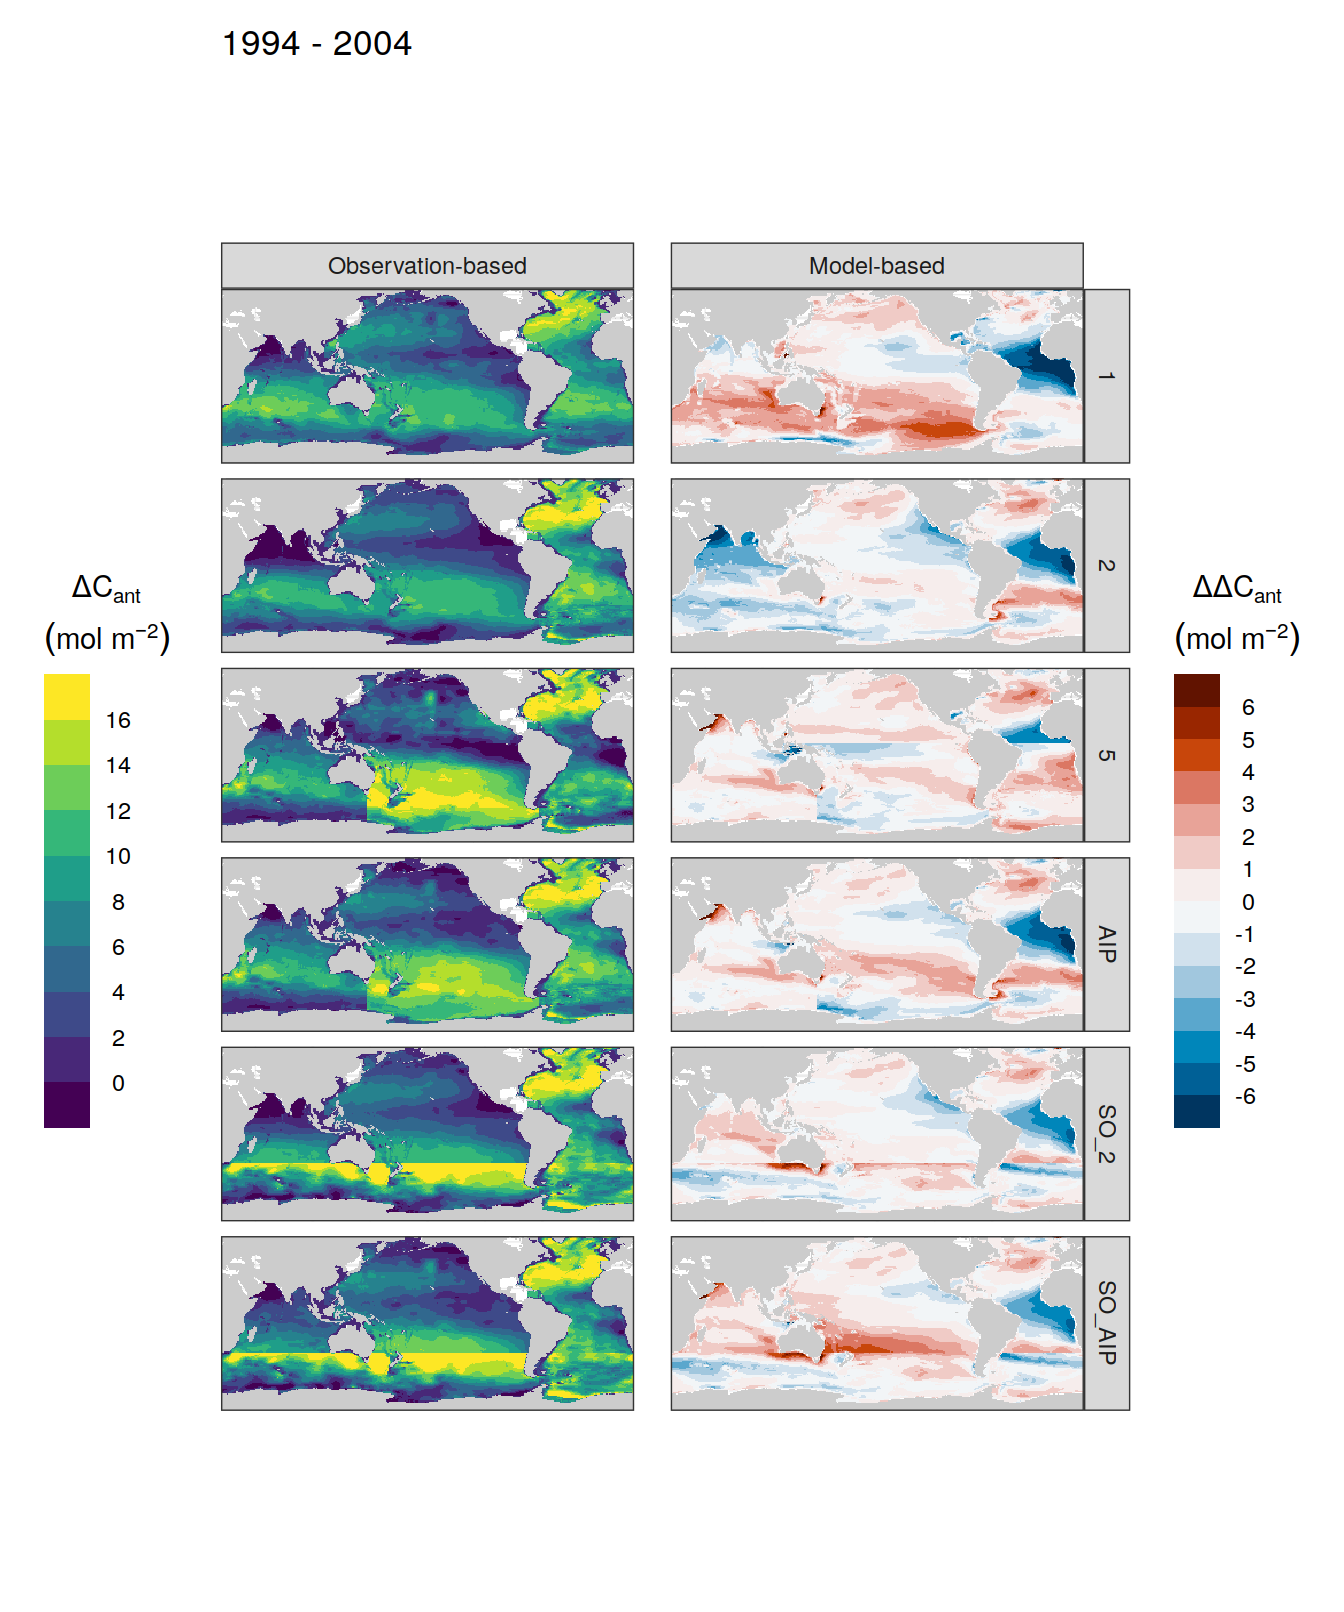 1994 - 2004
Observation-based
Model-based
1
2
5
AIP
SO_2
SO_AIP
ΔCant
(mol m−2)
16
14
12
10
8
6
4
2
0
ΔΔCant
(mol m−2)
6
5
4
3
2
1
0
-1
-2
-3
-4
-5
-6